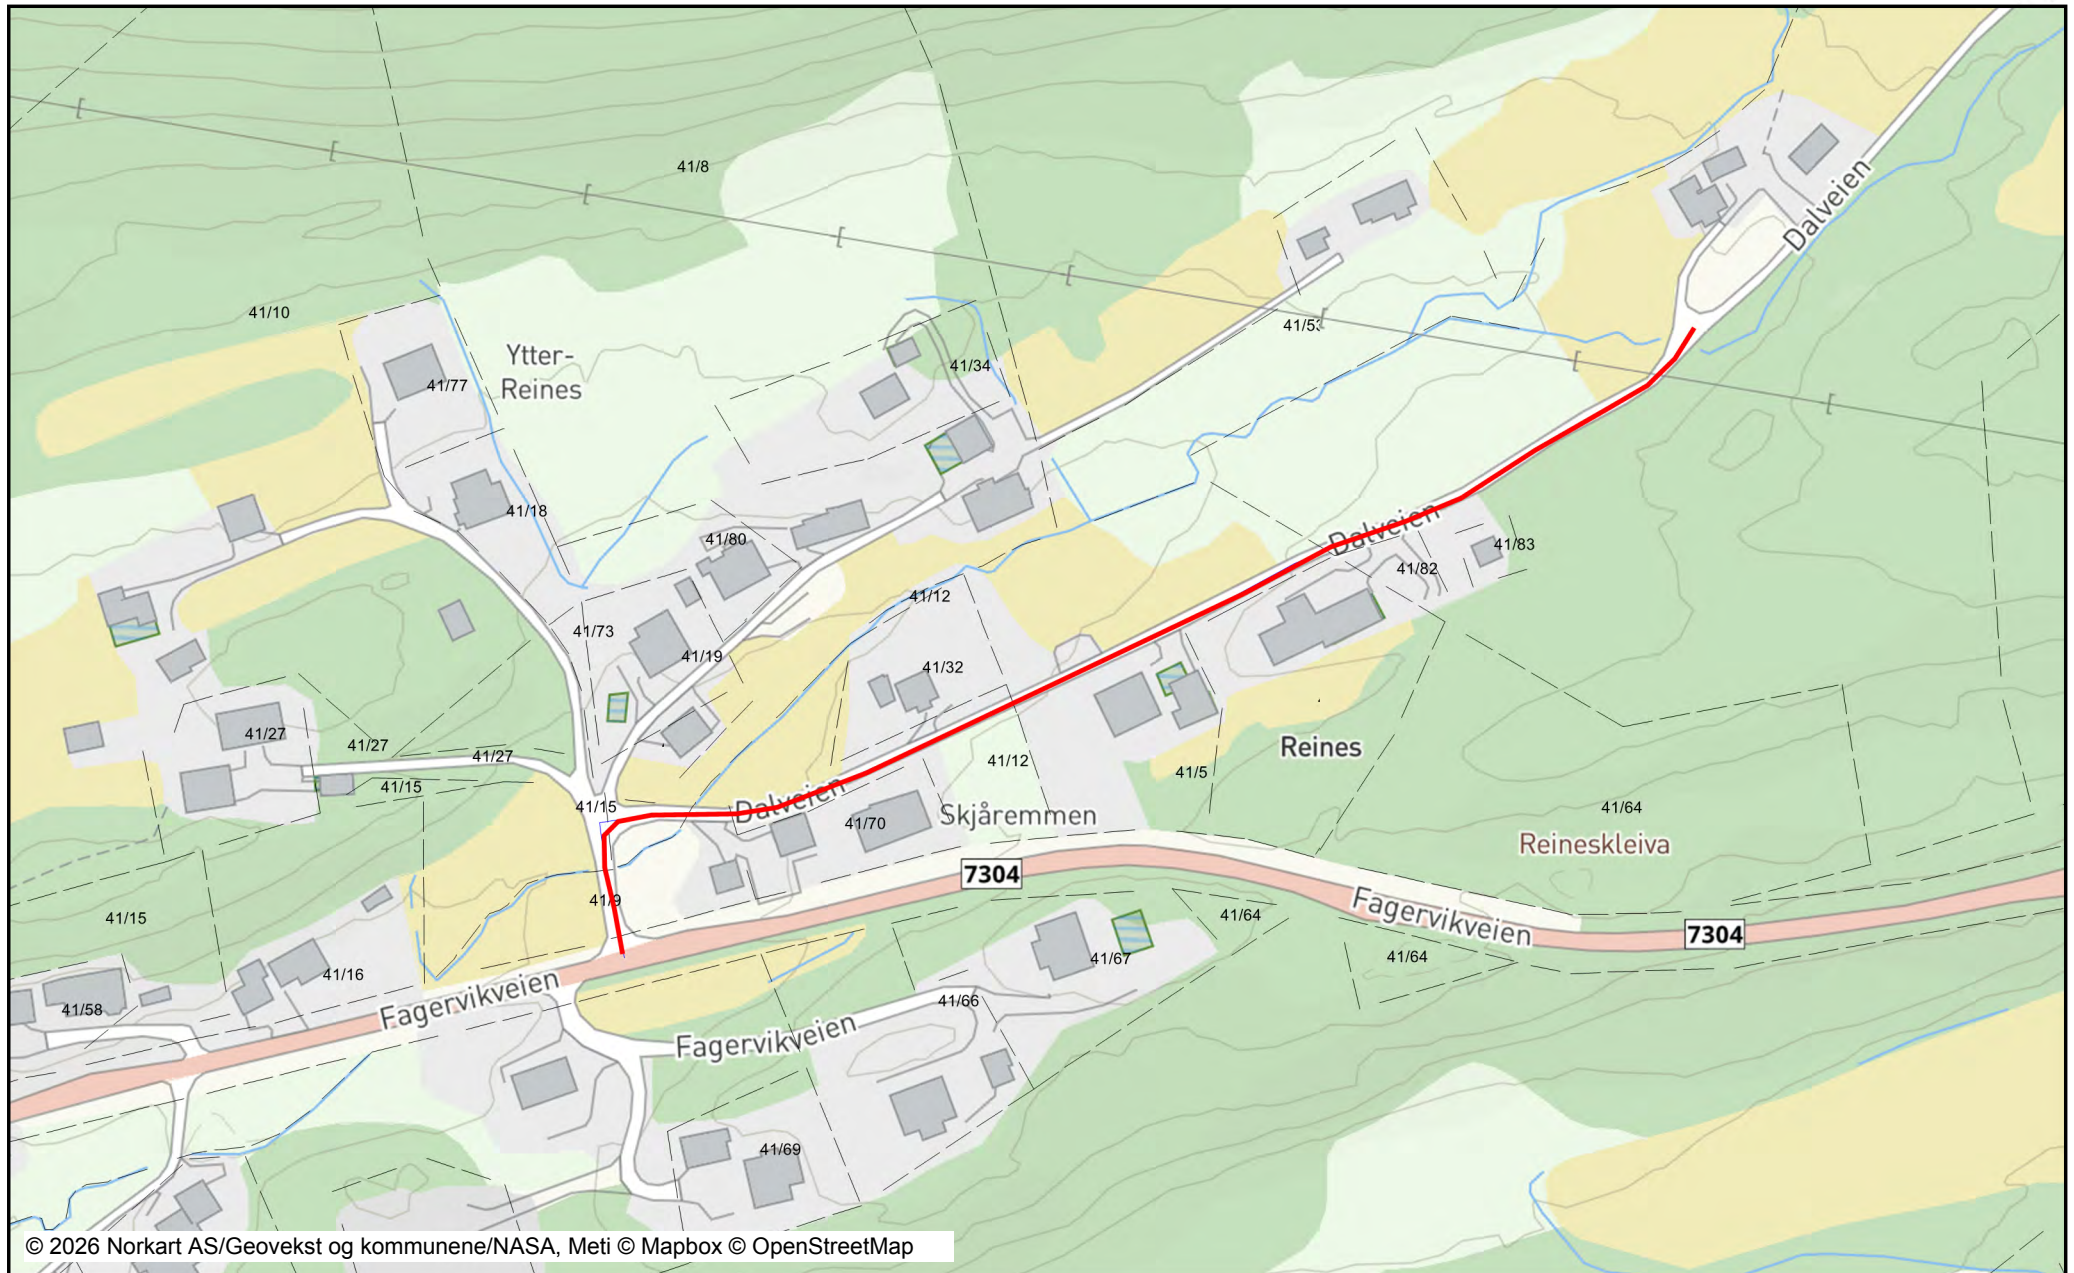 41/8
Dalveien
41/10
41/53
Ytter-
Reines
41/34
41/77
41/18
Dalveien
41/80
41/83
41/82
41/12
41/73
41/19
41/32
41/27
41/27
41/27
Reines
41/12
41/5
41/15
41/15
Dalveien
41/70
Skjåremmen
41/64
Reineskleiva
7304
41/9
Fagervikveien
41/15
41/64
7304
41/67
41/64
41/16
Fagervikveien
41/66
41/58
Fagervikveien
41/69
© 2026 Norkart AS/Geovekst og kommunene/NASA, Meti © Mapbox © OpenStreetMap